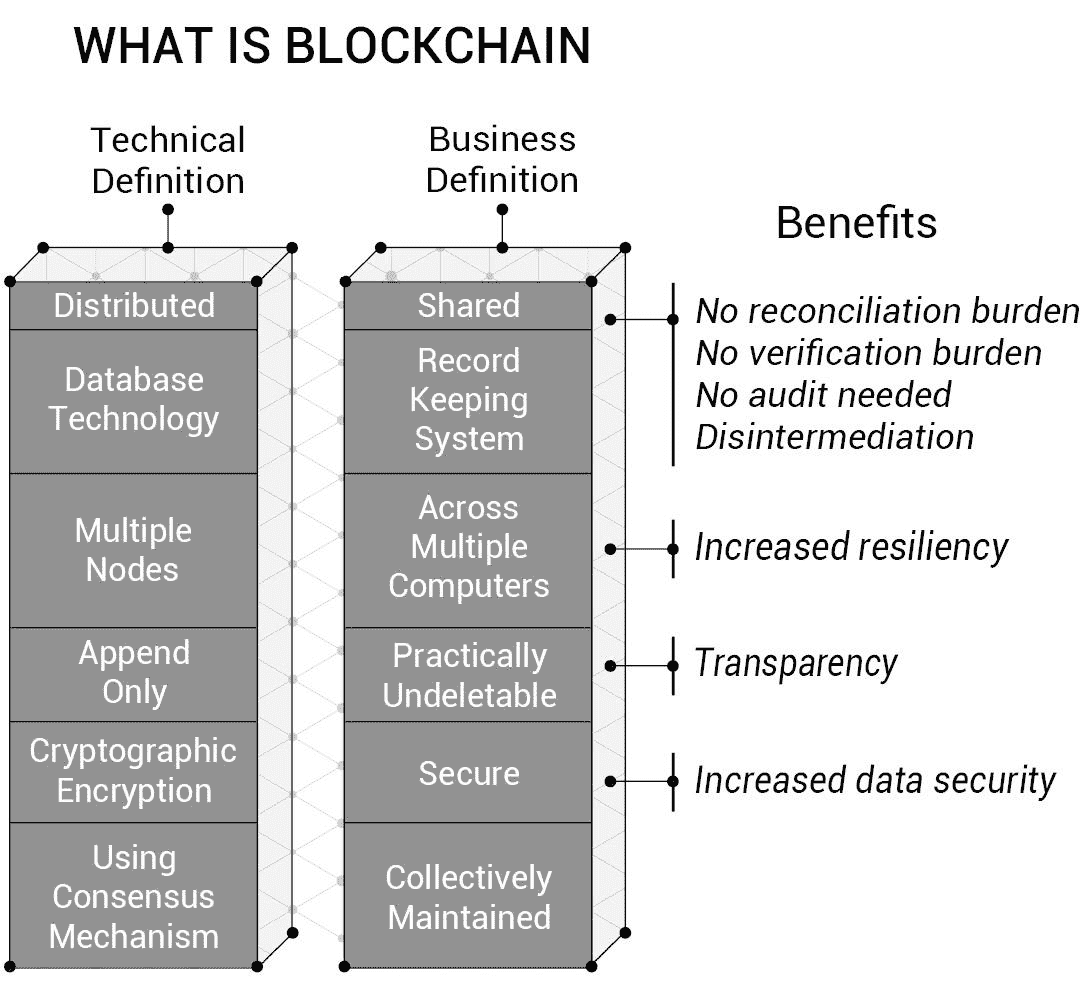 WHAT IS BLOCKCHAIN
Technical
Definition
Distributed
Database
Technology
Multiple
Nodes
Append
Only
Cryptographic
Encryption
Using
Consensus
Mechanism
Business
Definition
Shared
Record
Keeping
System
Across
Multiple
Computers
Practically
Undeletable
Secure
Collectively
Maintained
Benefits
No reconciliation burden
No verification burden
No audit needed
Disintermediation
Increased resiliency
Transparency
Increased data security